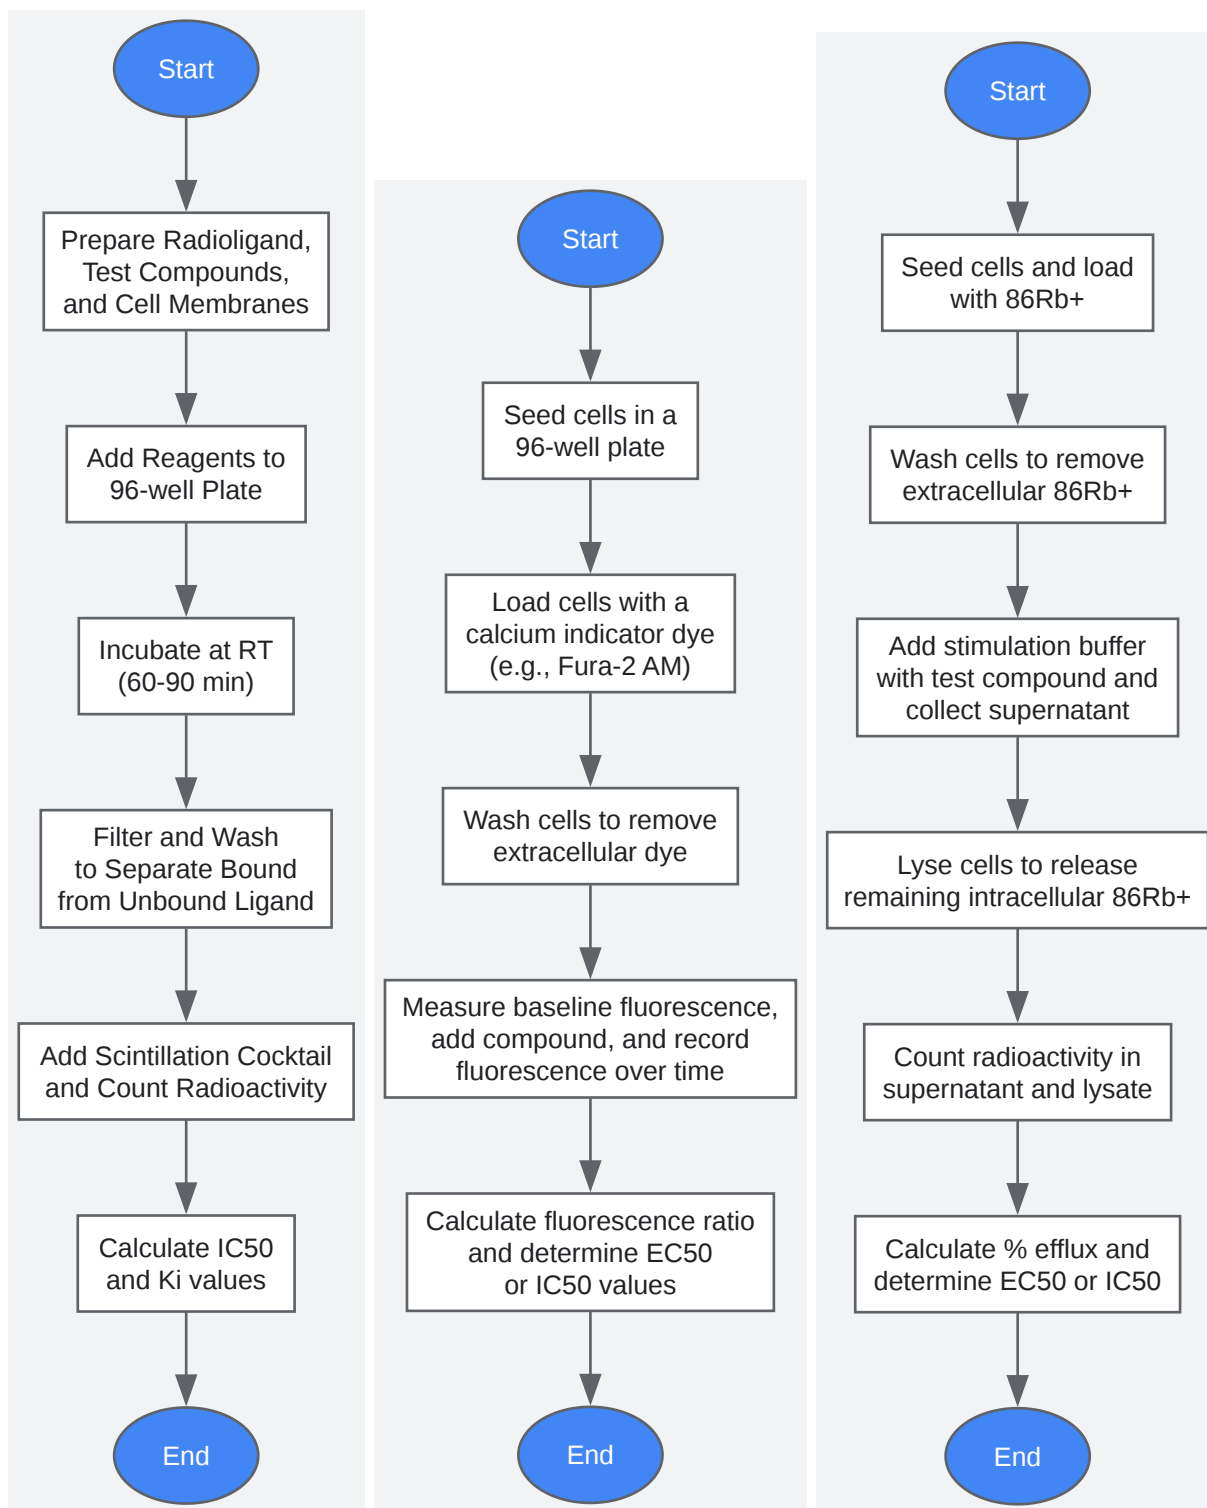 Start
Prepare Radioligand,
Test Compounds,
and Cell Membranes
Add Reagents to
96-well Plate
Incubate at RT
(60-90 min)
Filter and Wash
to Separate Bound
from Unbound Ligand
Add Scintillation Cocktail
and Count Radioactivity
Calculate IC50
and Ki values
End
Start
Seed cells in a
96-well plate
Load cells with a
calcium indicator dye
(e.g., Fura-2 AM)
Wash cells to remove
extracellular dye
Measure baseline fluorescence,
add compound, and record
fluorescence over time
Calculate fluorescence ratio
and determine EC50
or IC50 values
End
Start
Seed cells and load
with 86Rb+
Wash cells to remove
extracellular 86Rb+
Add stimulation buffer
with test compound and
collect supernatant
Lyse cells to release
remaining intracellular 86Rb+
Count radioactivity in
supernatant and lysate
Calculate % efflux and
determine EC50 or IC50
End